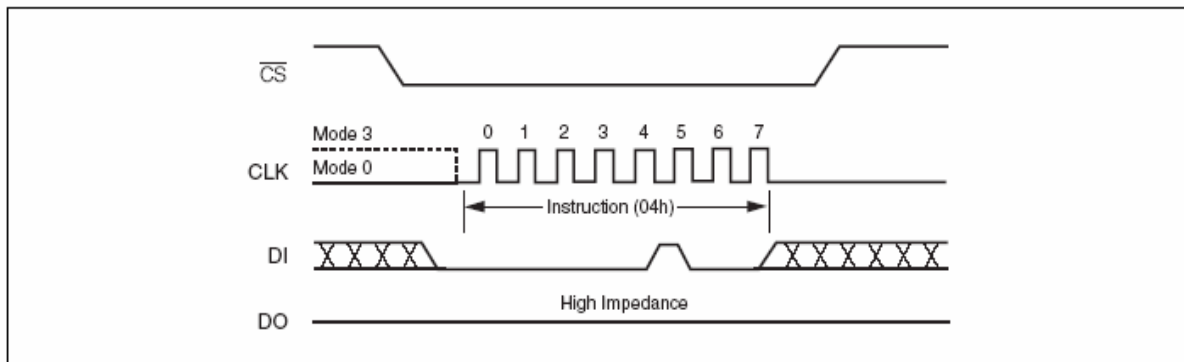 CS
Mode 3
0 1 2 3 4 5 6 7
CLK
Mode 0
Instruction (04h)
DI
High Impedance
DO